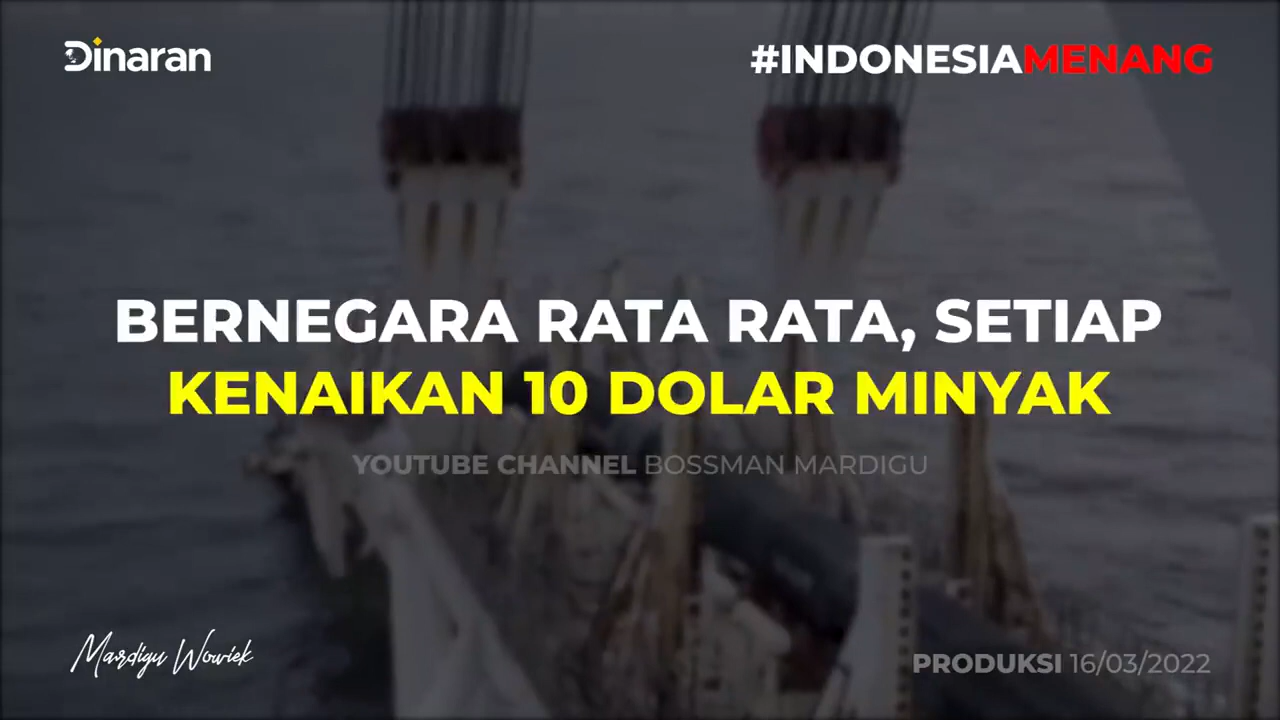 Dinaran
#INDONESIAMENANG
BERNEGARA RATA RATA, SETIAP
KENAIKAN 10 DOLAR MINYAK
YOUTUBE CHANNEL BOSSMAN MARDIGU
Mardigu Wowiek
PRODUKSI 16/03/2022